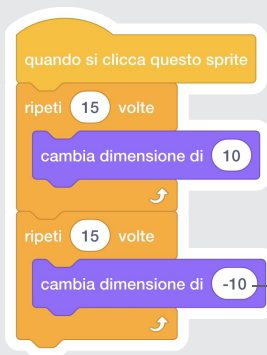 quando si clicca questo sprite
ripeti 15 volte
cambia dimensione di 10
ripeti 15 volte
cambia dimensione di -10